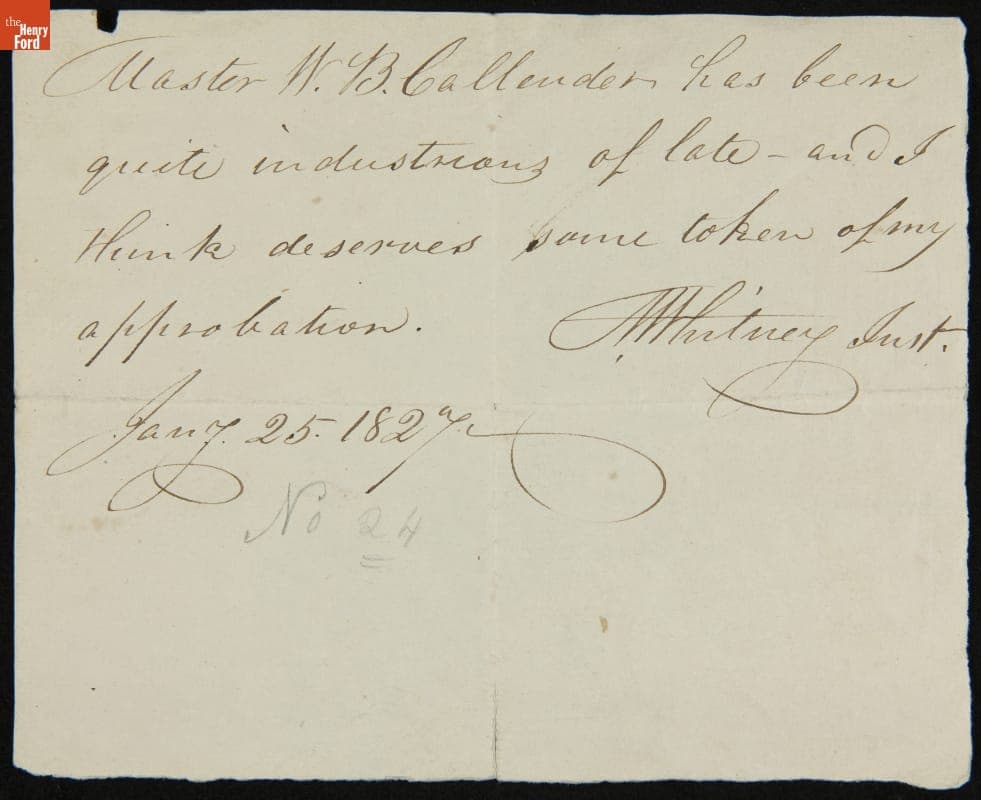 the
Henry
Ford
Master W. B. Callender has been
quite industrious of late – and I
think deserves some token of my
approbation.
Whitney Inst.
Jany. 25. 1827.
No 24